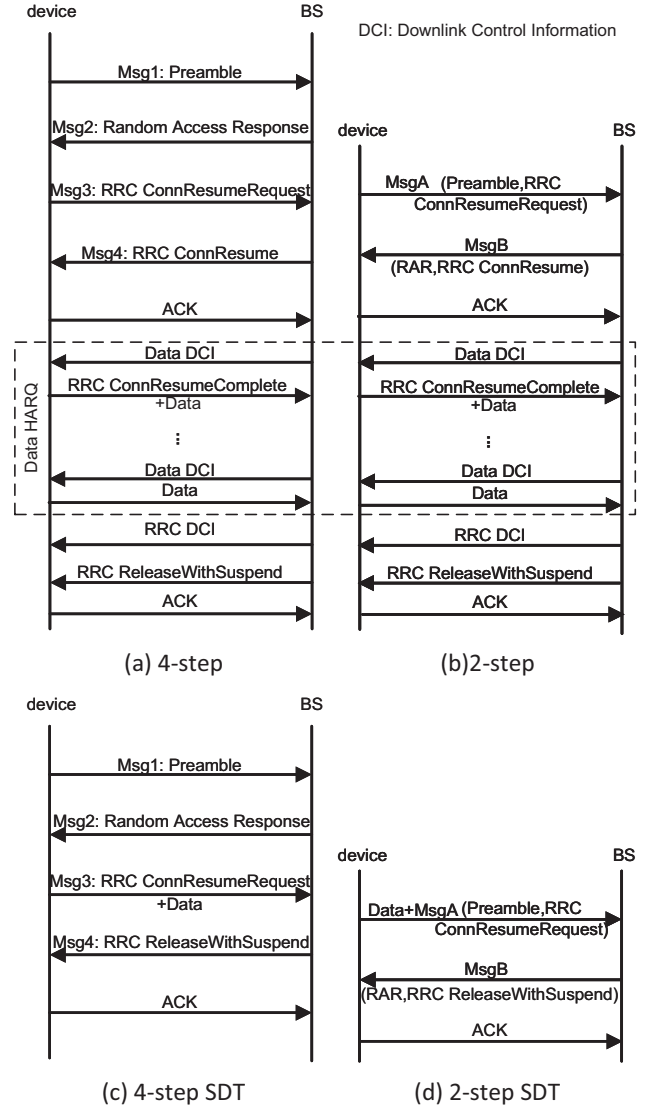 device
BS
DCI: Downlink Control Information
Msg1: Preamble
Msg2: Random Access Response
Msg3: RRC ConnResumeRequest
Msg4: RRC ConnResume
ACK
Data HARQ
Data DCI
RRC ConnResumeComplete
+Data
...
Data DCI
Data
RRC DCI
RRC ReleaseWithSuspend
ACK
(a) 4-step
device
BS
MsgA (Preamble,RRC
ConnResumeRequest)
MsgB
(RAR,RRC ConnResume)
ACK
Data DCI
RRC ConnResumeComplete
+Data
...
Data DCI
Data
RRC DCI
RRC ReleaseWithSuspend
ACK
(b)2-step
device
BS
Msg1: Preamble
Msg2: Random Access Response
Msg3: RRC ConnResumeRequest
+Data
Msg4: RRC ReleaseWithSuspend
ACK
(c) 4-step SDT
device
BS
Data+MsgA (Preamble,RRC
ConnResumeRequest)
MsgB
(RAR,RRC ReleaseWithSuspend)
ACK
(d) 2-step SDT